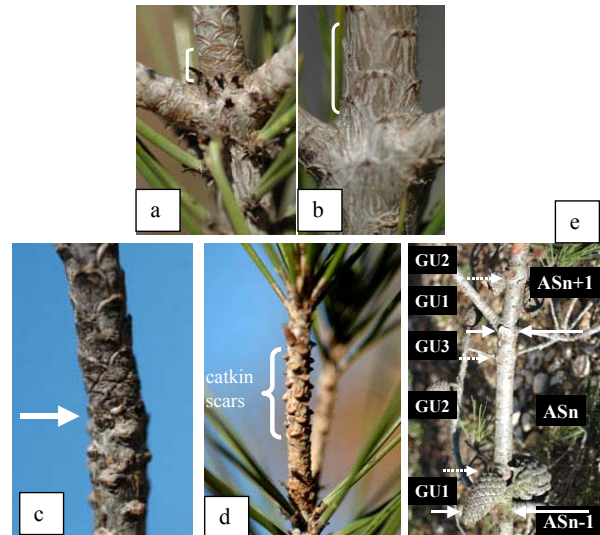 a
b
e
c
catkin
scars
d
GU2
ASn+1
GU1
GU3
GU2
ASn
GU1
ASn-1